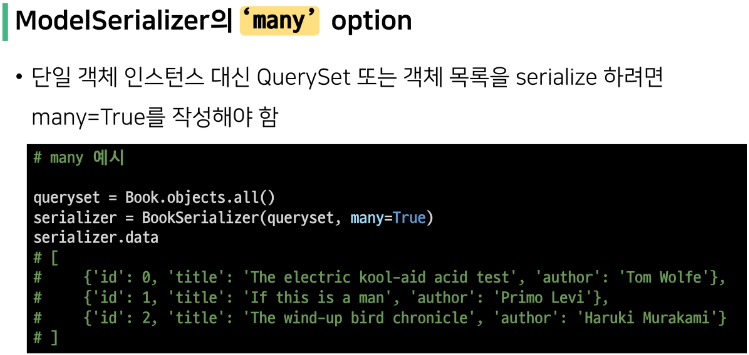 ModelSerializer의 ‘many’ option
• 단일 객체 인스턴스 대신 QuerySet 또는 객체 목록을 serialize 하려면
many=True를 작성해야 함
# many 예시
queryset = Book.objects.all()
serializer = BookSerializer(queryset, many=True)
serializer.data
# [
#     {'id': 0, 'title': 'The electric kool-aid acid test', 'author': 'Tom Wolfe'},
#     {'id': 1, 'title': 'If this is a man', 'author': 'Primo Levi'},
#     {'id': 2, 'title': 'The wind-up bird chronicle', 'author': 'Haruki Murakami'}
# ]